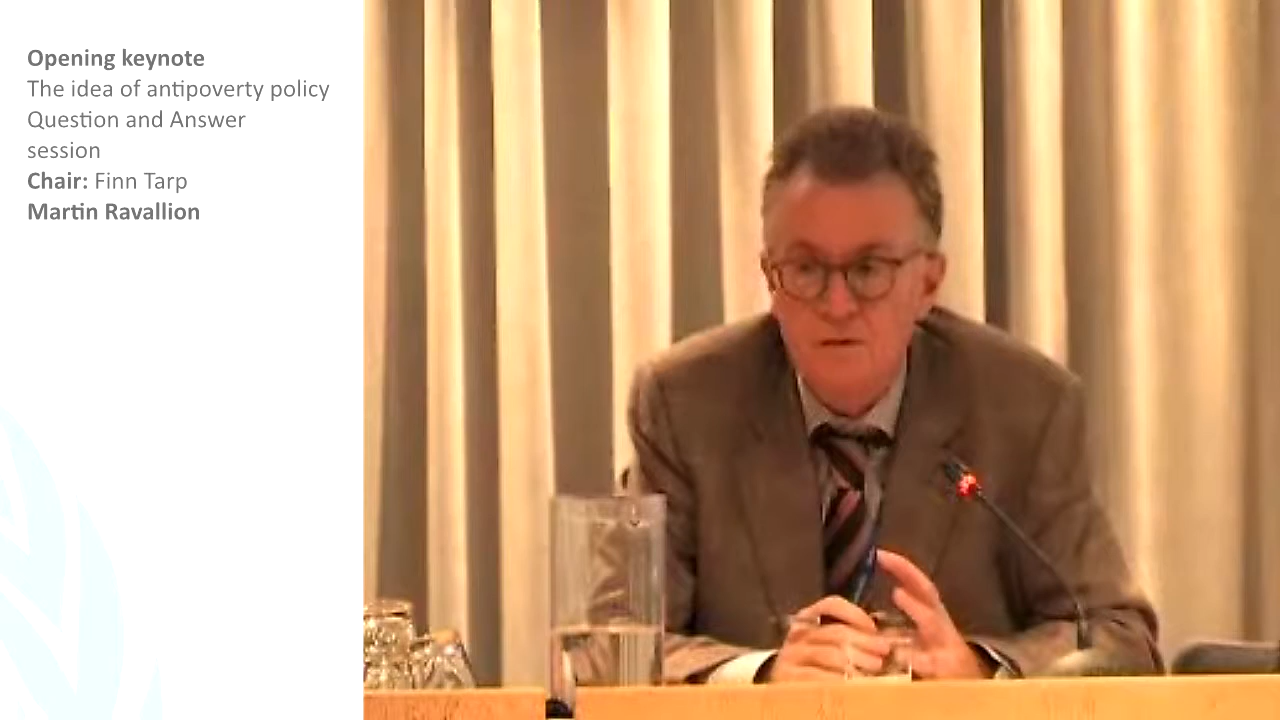 Opening keynote
The idea of antipoverty policy
Question and Answer
session
Chair: Finn Tarp
Martin Ravallion